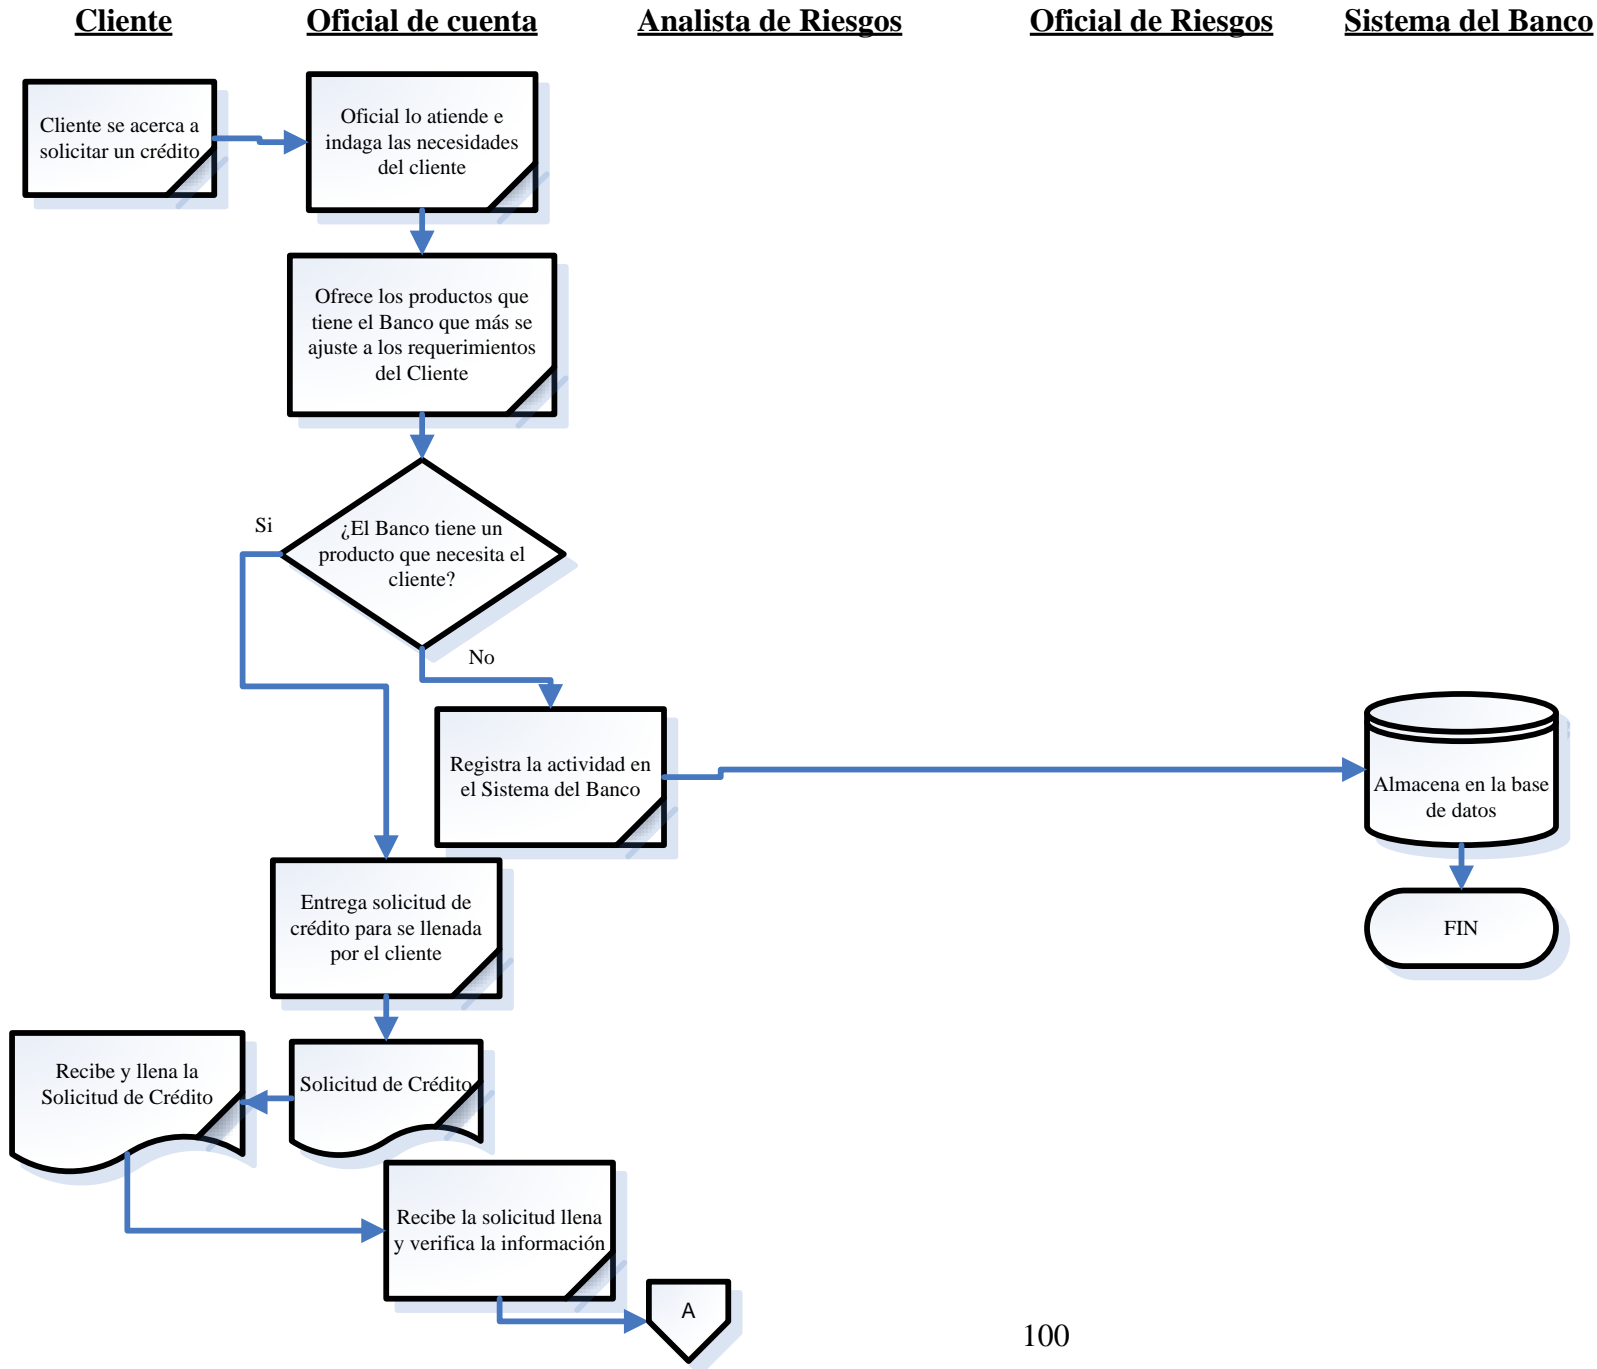 Cliente
Oficial de cuenta
Analista de Riesgos
Oficial de Riesgos
Sistema del Banco
Cliente se acerca a
solicitar un crédito
Oficial lo atiende e
indaga las necesidades
del cliente
Ofrece los productos que
tiene el Banco que más se
ajuste a los requerimientos
del Cliente
¿El Banco tiene un
producto que necesita el
cliente?
Si
No
Registra la actividad en
el Sistema del Banco
Almacena en la base
de datos
FIN
Entrega solicitud de
crédito para se llenada
por el cliente
Solicitud de Crédito
Recibe y llena la
Solicitud de Crédito
Recibe la solicitud llena
y verifica la información
A
100